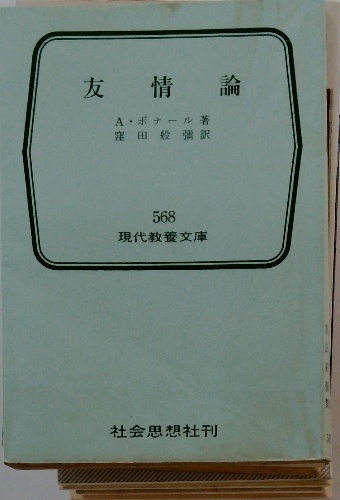 友情論
A・ボナール著
窪田般彌訳
568
現代教養文庫
社会思想社刊